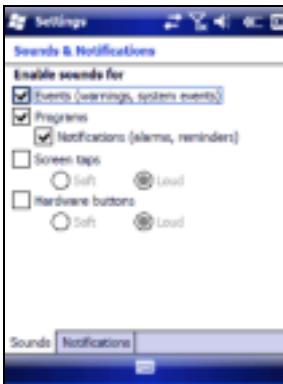 Settings
Sounds & Notifications
Enable sounds for
Events (warnings, system events)
Programs
Notifications (alarms, reminders)
Screen taps
Soft Loud
Hardware buttons
Soft Loud
Sounds Notifications